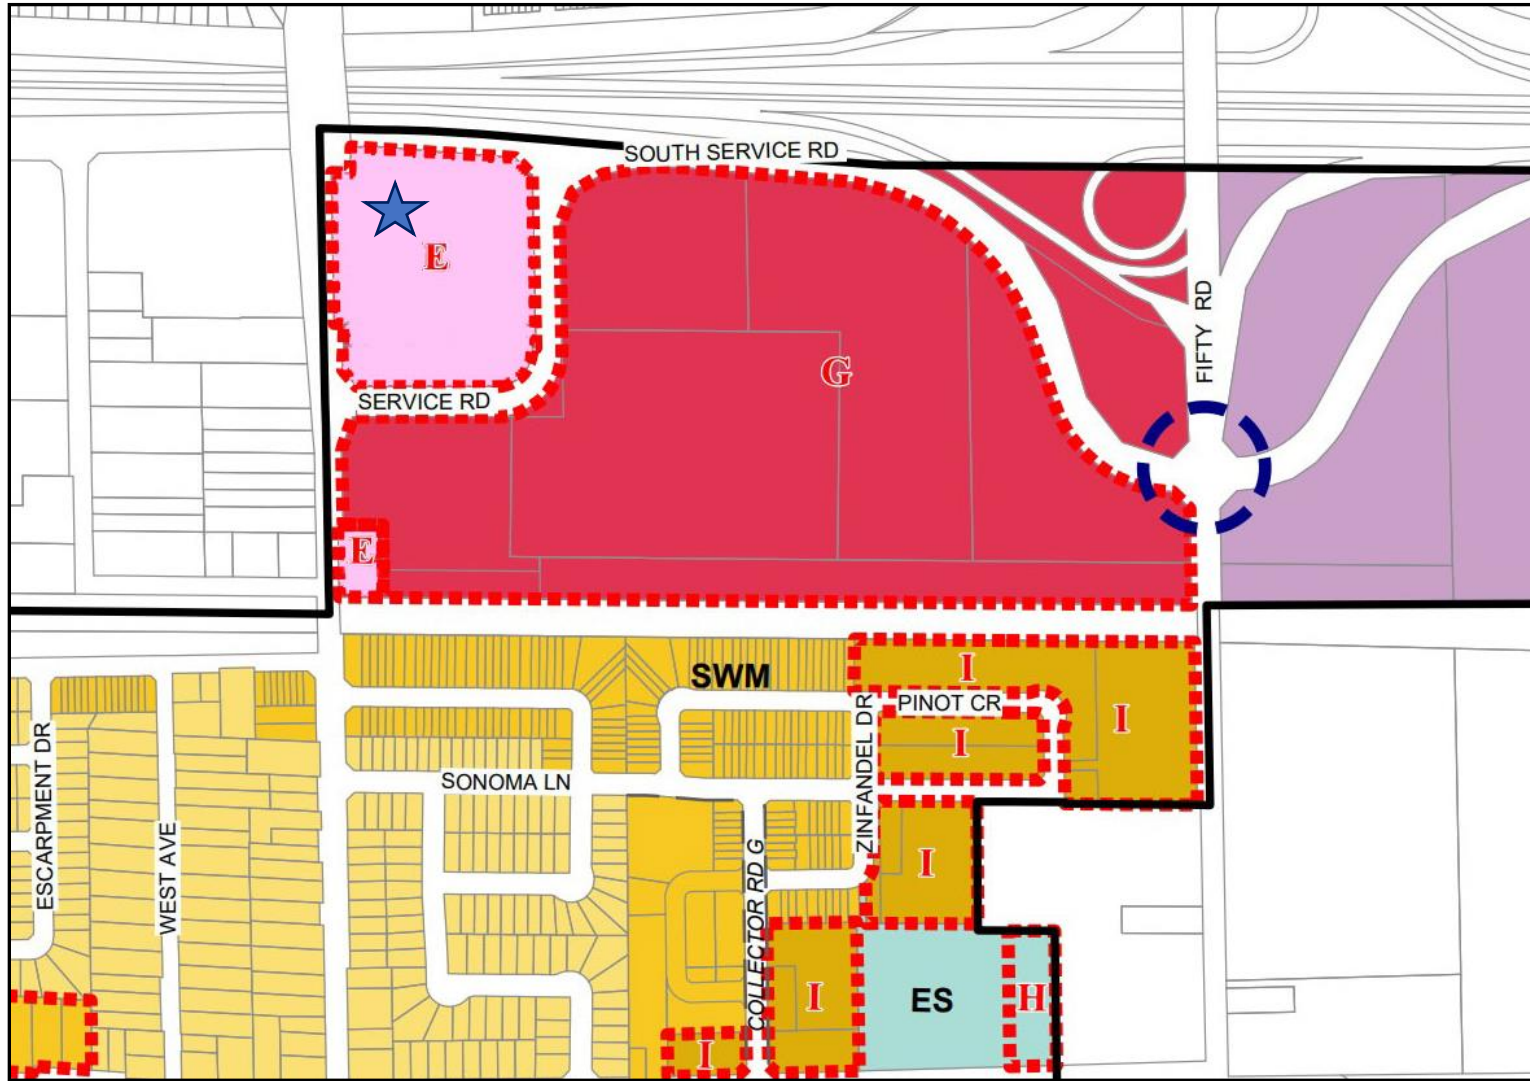 SOUTH SERVICE RD
E
FIFTY RD
G
SERVICE RD
E
SWM
I
PINOT CR
I
I
ZINFANDEL DR
SONOMA LN
ESCARPMENT DR
WEST AVE
COLLECTOR RD G
I
I
ES
H
I